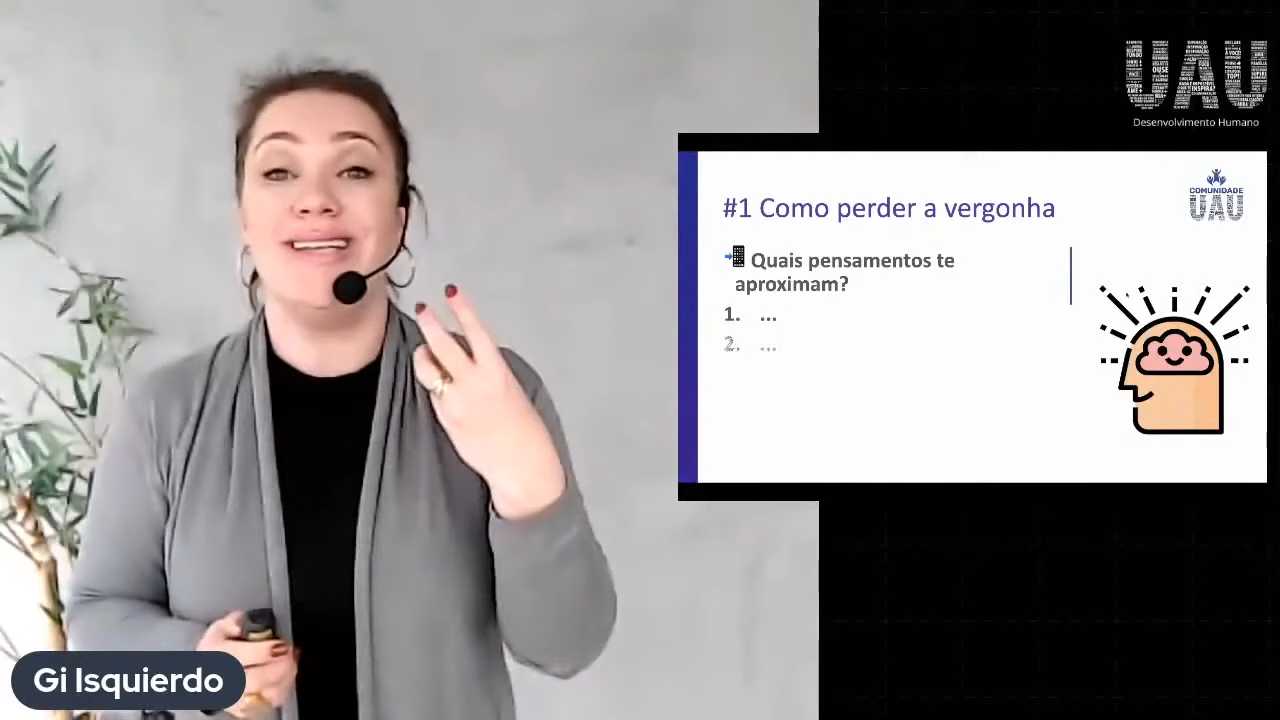 UAU
Desenvolvimento Humano
#1 Como perder a vergonha
COMUNIDADE
UAU
Quais pensamentos te
aproximam?
1. ...
2. ...
Gi Isquierdo